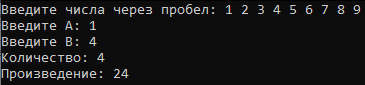 Введите числа через пробел: 1 2 3 4 5 6 7 8 9
Введите A: 1
Введите B: 4
Количество: 4
Произведение: 24